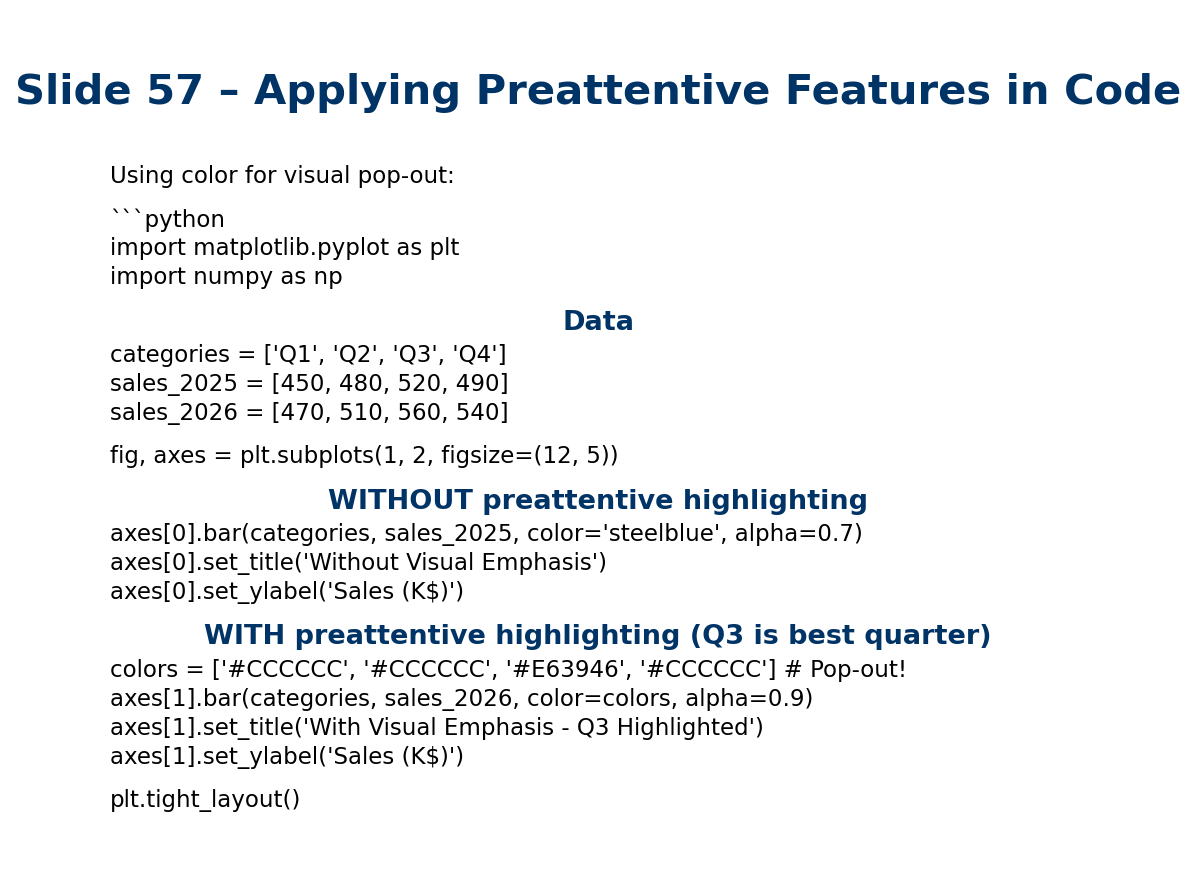 Slide 57 – Applying Preattentive Features in Code
Using color for visual pop-out:
```python
import matplotlib.pyplot as plt
import numpy as np
Data
categories = ['Q1', 'Q2', 'Q3', 'Q4']
sales_2025 = [450, 480, 520, 490]
sales_2026 = [470, 510, 560, 540]
fig, axes = plt.subplots(1, 2, figsize=(12, 5))
WITHOUT preattentive highlighting
axes[0].bar(categories, sales_2025, color='steelblue', alpha=0.7)
axes[0].set_title('Without Visual Emphasis')
axes[0].set_ylabel('Sales (K$)')
WITH preattentive highlighting (Q3 is best quarter)
colors = ['#CCCCCC', '#CCCCCC', '#E63946', '#CCCCCC'] # Pop-out!
axes[1].bar(categories, sales_2026, color=colors, alpha=0.9)
axes[1].set_title('With Visual Emphasis - Q3 Highlighted')
axes[1].set_ylabel('Sales (K$)')
plt.tight_layout()